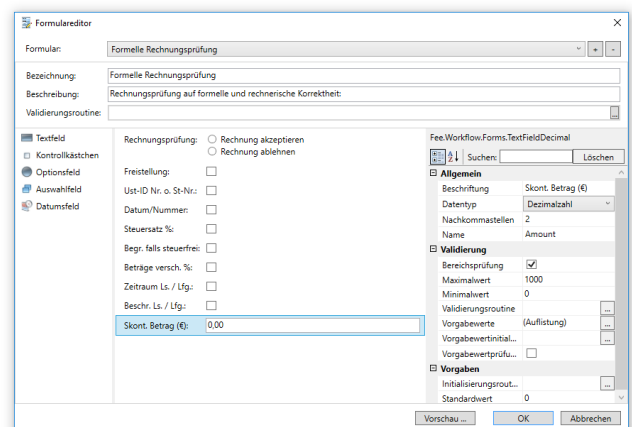 Formulareditor
Formular: Formelle Rechnungsprüfung + -
Bezeichnung: Formelle Rechnungsprüfung
Beschreibung: Rechnungsprüfung auf formelle und rechnerische Korrektheit:
Validierungsroutine: ...
Textfeld
Kontrollkästchen
Optionsfeld
Auswahlfeld
Datumsfeld
Rechnungsprüfung: Rechnung akzeptieren
Rechnung ablehnen
Freistellung:
Ust-ID Nr. o. St-Nr.:
Datum/Nummer:
Steuersatz %:
Begr. falls steuerfrei:
Beträge versch. %:
Zeitraum Ls. / Lfg.:
Beschr. Ls. / Lfg.:
Skont. Betrag (€): 0,00
Fee.Workflow.Forms.TextFieldDecimal
Suchen: Löschen
Allgemein
Beschriftung Skont. Betrag (€)
Datentyp Dezimalzahl
Nachkommastellen 2
Name Amount
Validierung
Bereichsprüfung
Maximalwert 1000
Minimalwert 0
Validierungsroutine ...
Vorgabewerte (Auflistung) ...
Vorgabewertinitial... ...
Vorgabewertprüfu...
Vorgaben
Initialisierungsrout... ...
Standardwert 0
Vorschau ... OK Abbrechen